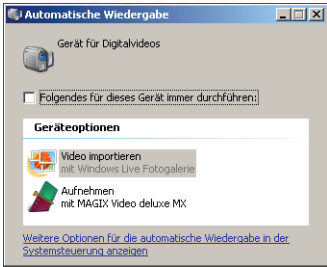 Automatische Wiedergabe
Gerät für Digitalvideos
Folgendes für dieses Gerät immer durchführen:
Geräteoptionen
Video importieren
mit Windows Live Fotogalerie
Aufnehmen
mit MAGIX Video deluxe MX
Weitere Optionen für die automatische Wiedergabe in der
Systemsteuerung anzeigen